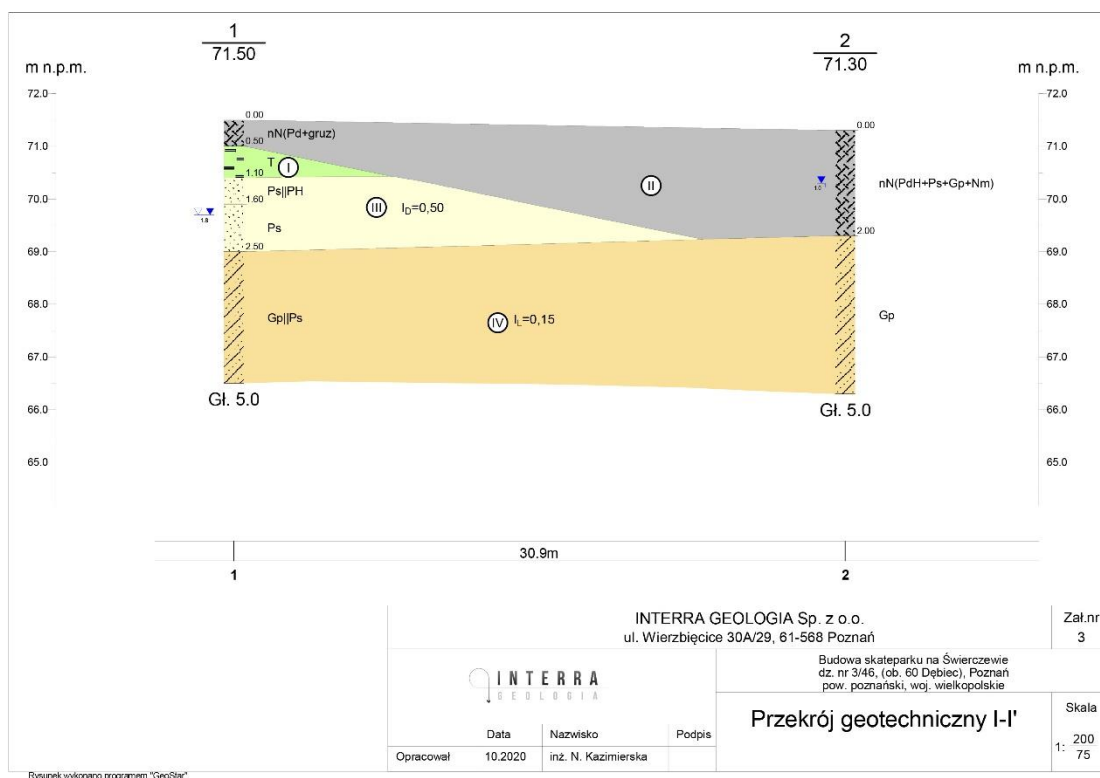 1
71.50
2
71.30
m n.p.m.
m n.p.m.
72.0
72.0
71.0
71.0
70.0
70.0
69.0
69.0
68.0
68.0
67.0
67.0
66.0
66.0
65.0
65.0
0.00
nN(Pd+gruz)
0.50
T
I
1.10
Ps||PH
1.60
III
I_D=0,50
Ps
1.8
2.50
Gp||Ps
IV
I_L=0,15
Gł. 5.0
II
0.00
1.0
nN(PdH+Ps+Gp+Nm)
2.00
Gp
Gł. 5.0
30.9m
1
2
INTERRA GEOLOGIA Sp. z o.o.
ul. Wierzbięcice 30A/29, 61-568 Poznań
Zał.nr
3
INTERRA
GEOLOGIA
Budowa skateparku na Świerczewie
dz. nr 3/46, (ob. 60 Dębiec), Poznań
pow. poznański, woj. wielkopolskie
Przekrój geotechniczny I-I'
Skala
1: 200
75
Data Nazwisko Podpis
Opracował 10.2020 inż. N. Kazimierska
Rysunek wykonano programem "GeoStar"